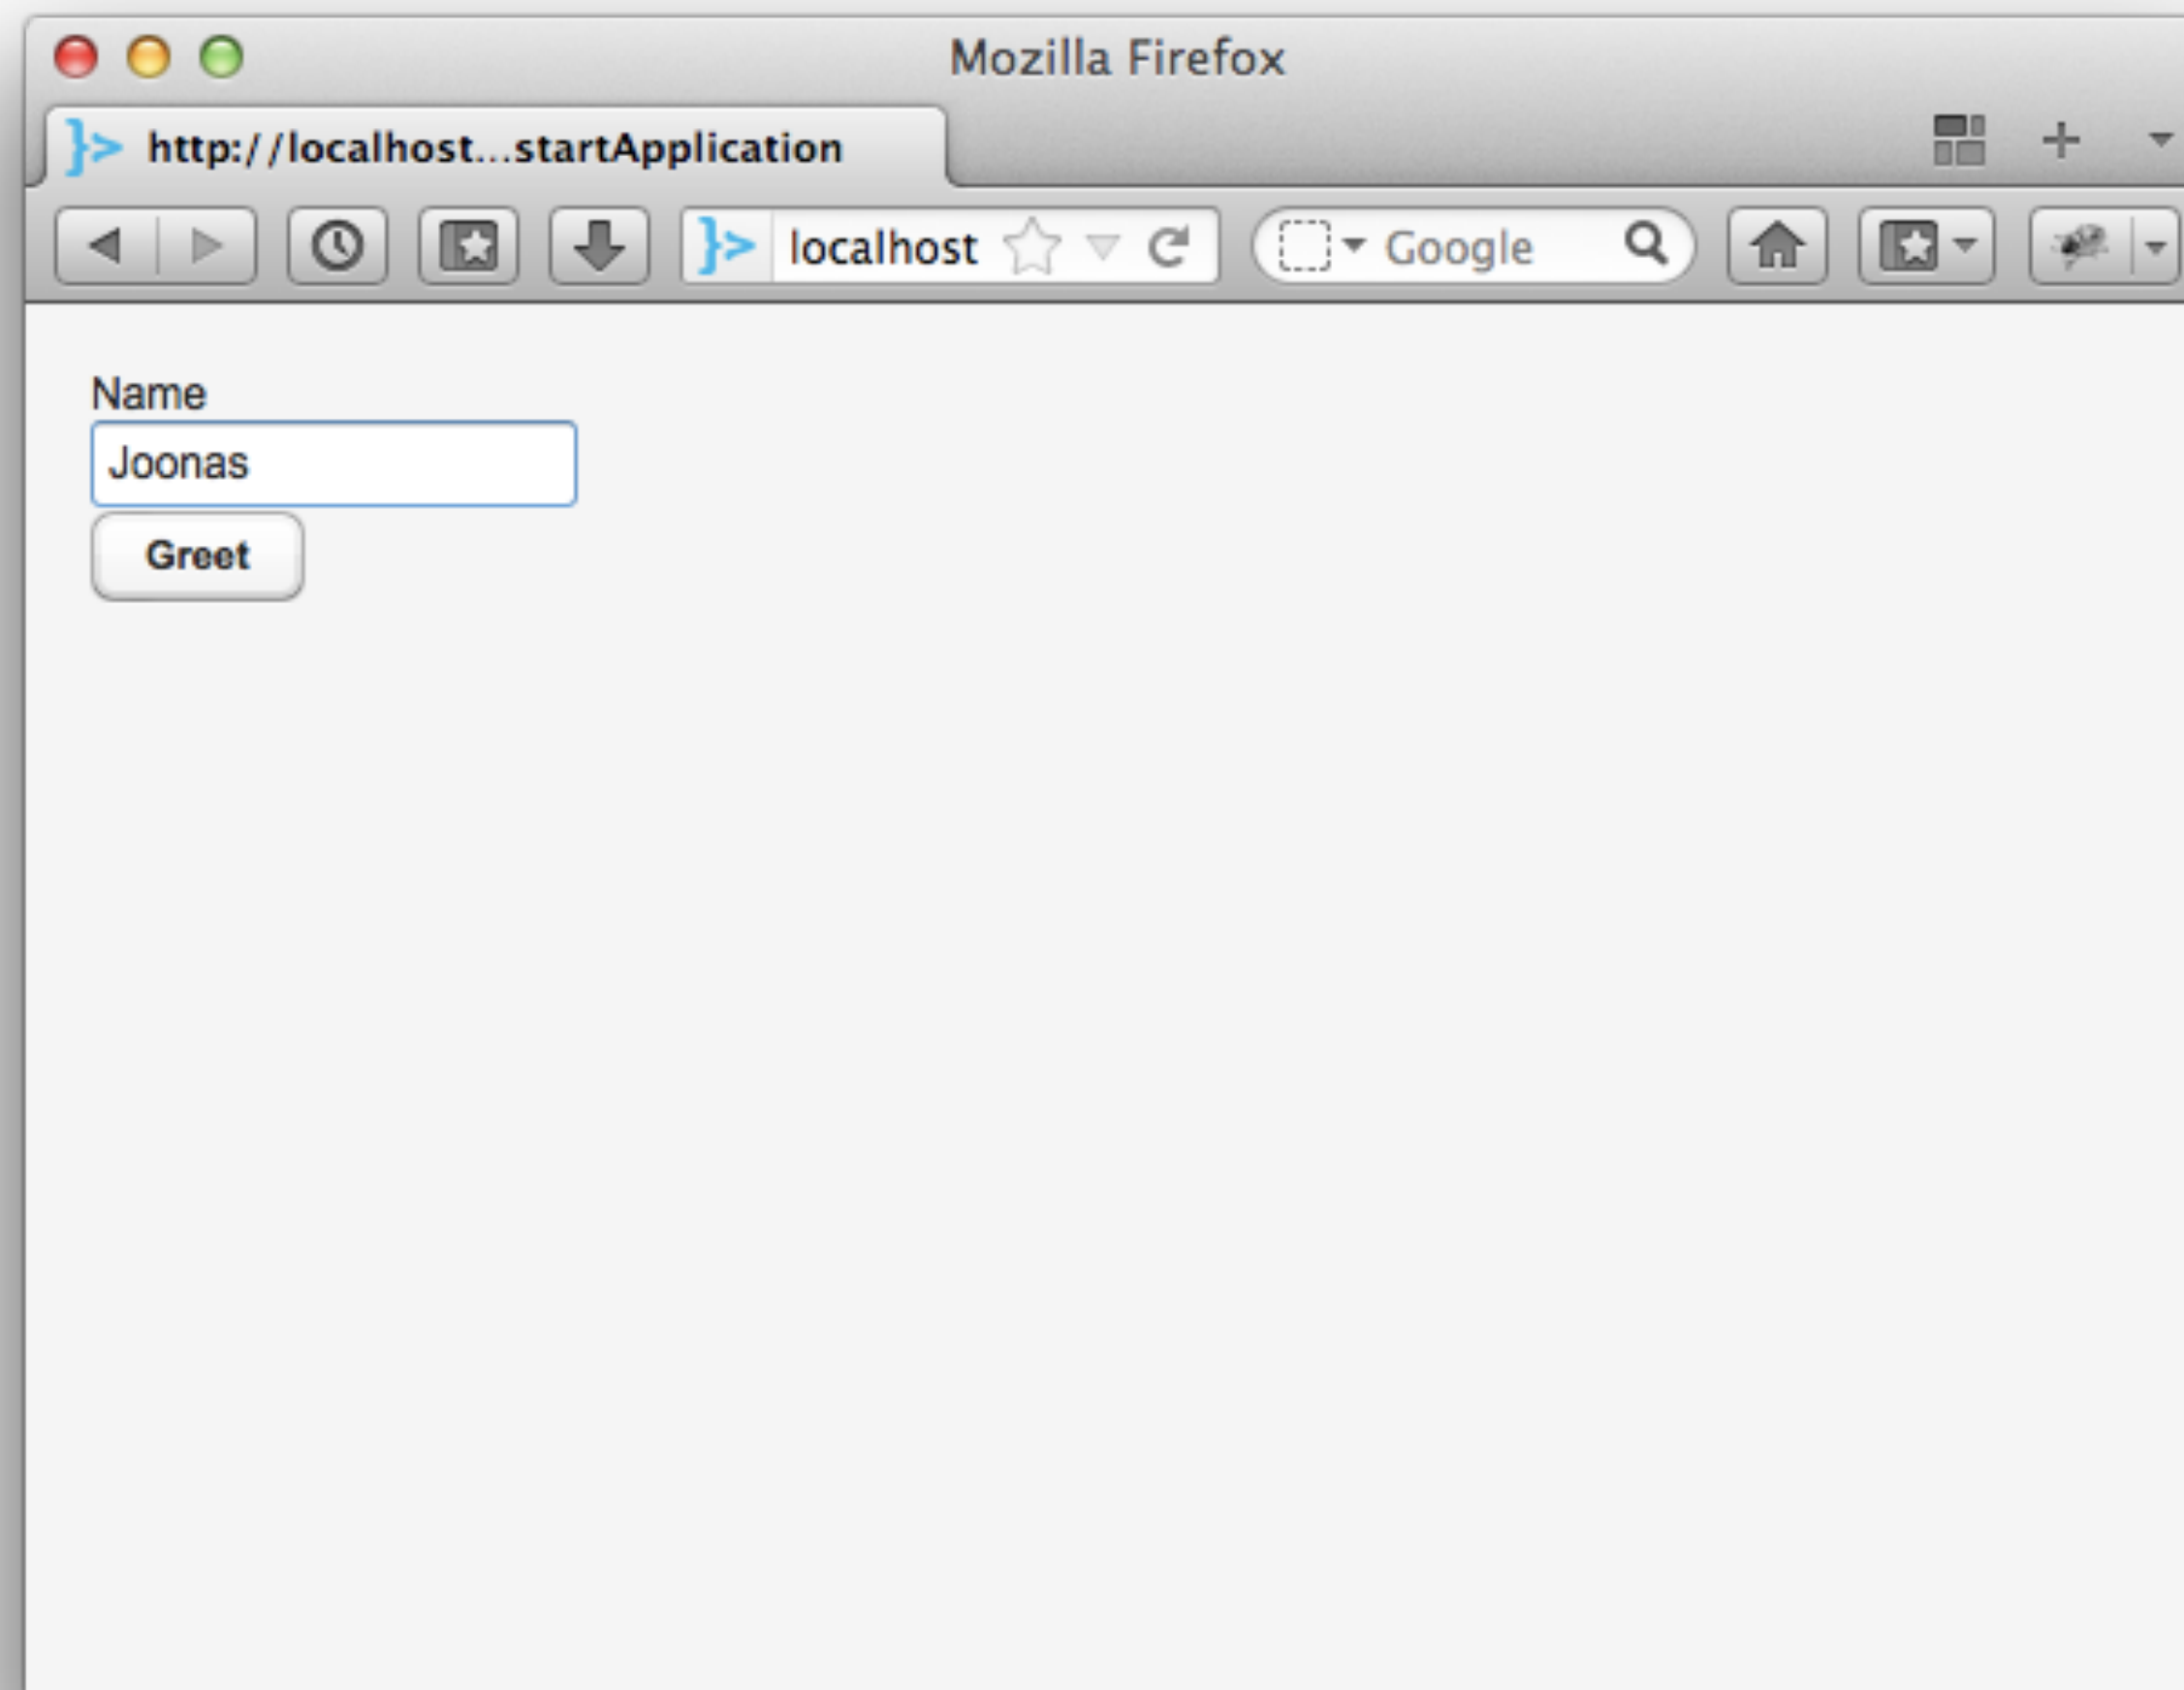 Mozilla Firefox
http://localhost...startApplication
localhost
Google
Name
Joonas
Greet